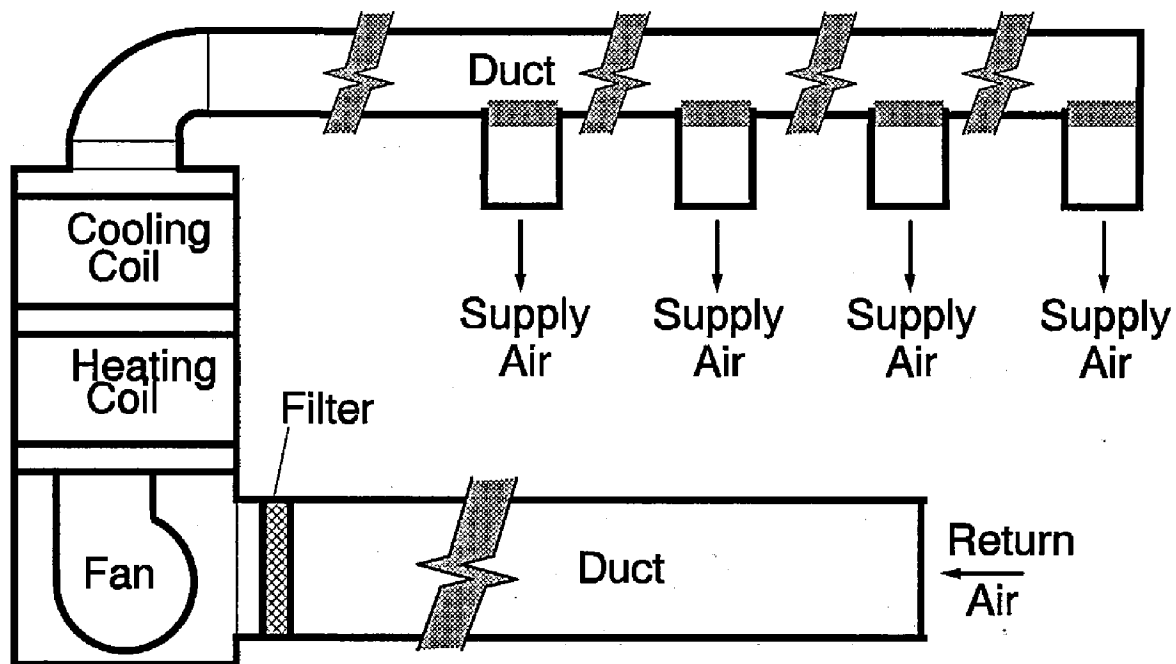 Duct
Cooling
Coil
Heating
Coil
Supply
Air
Supply
Air
Supply
Air
Supply
Air
Filter
Fan
Duct
Return
Air